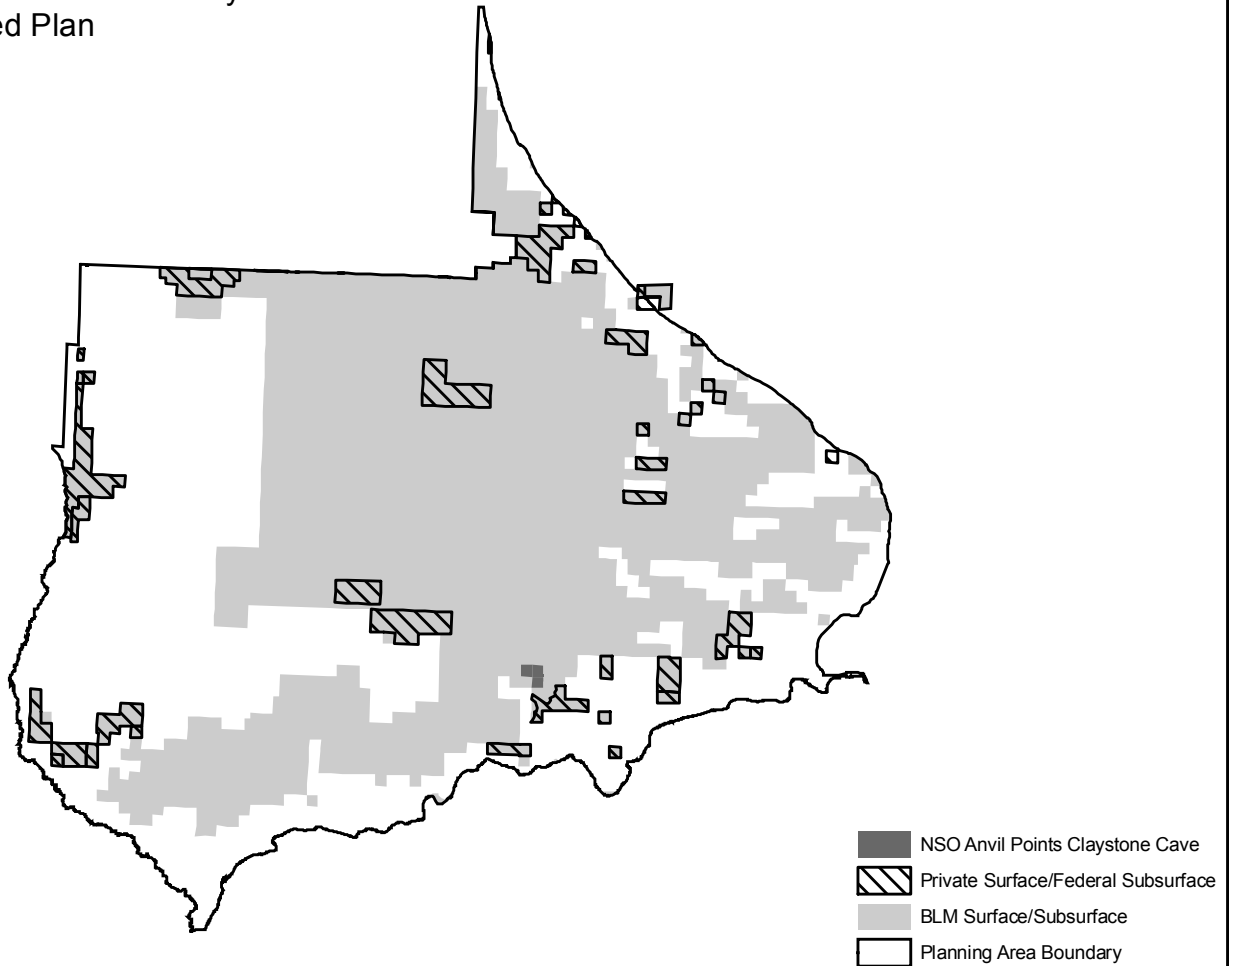 ed Plan
NSO Anvil Points Claystone Cave
Private Surface/Federal Subsurface
BLM Surface/Subsurface
Planning Area Boundary